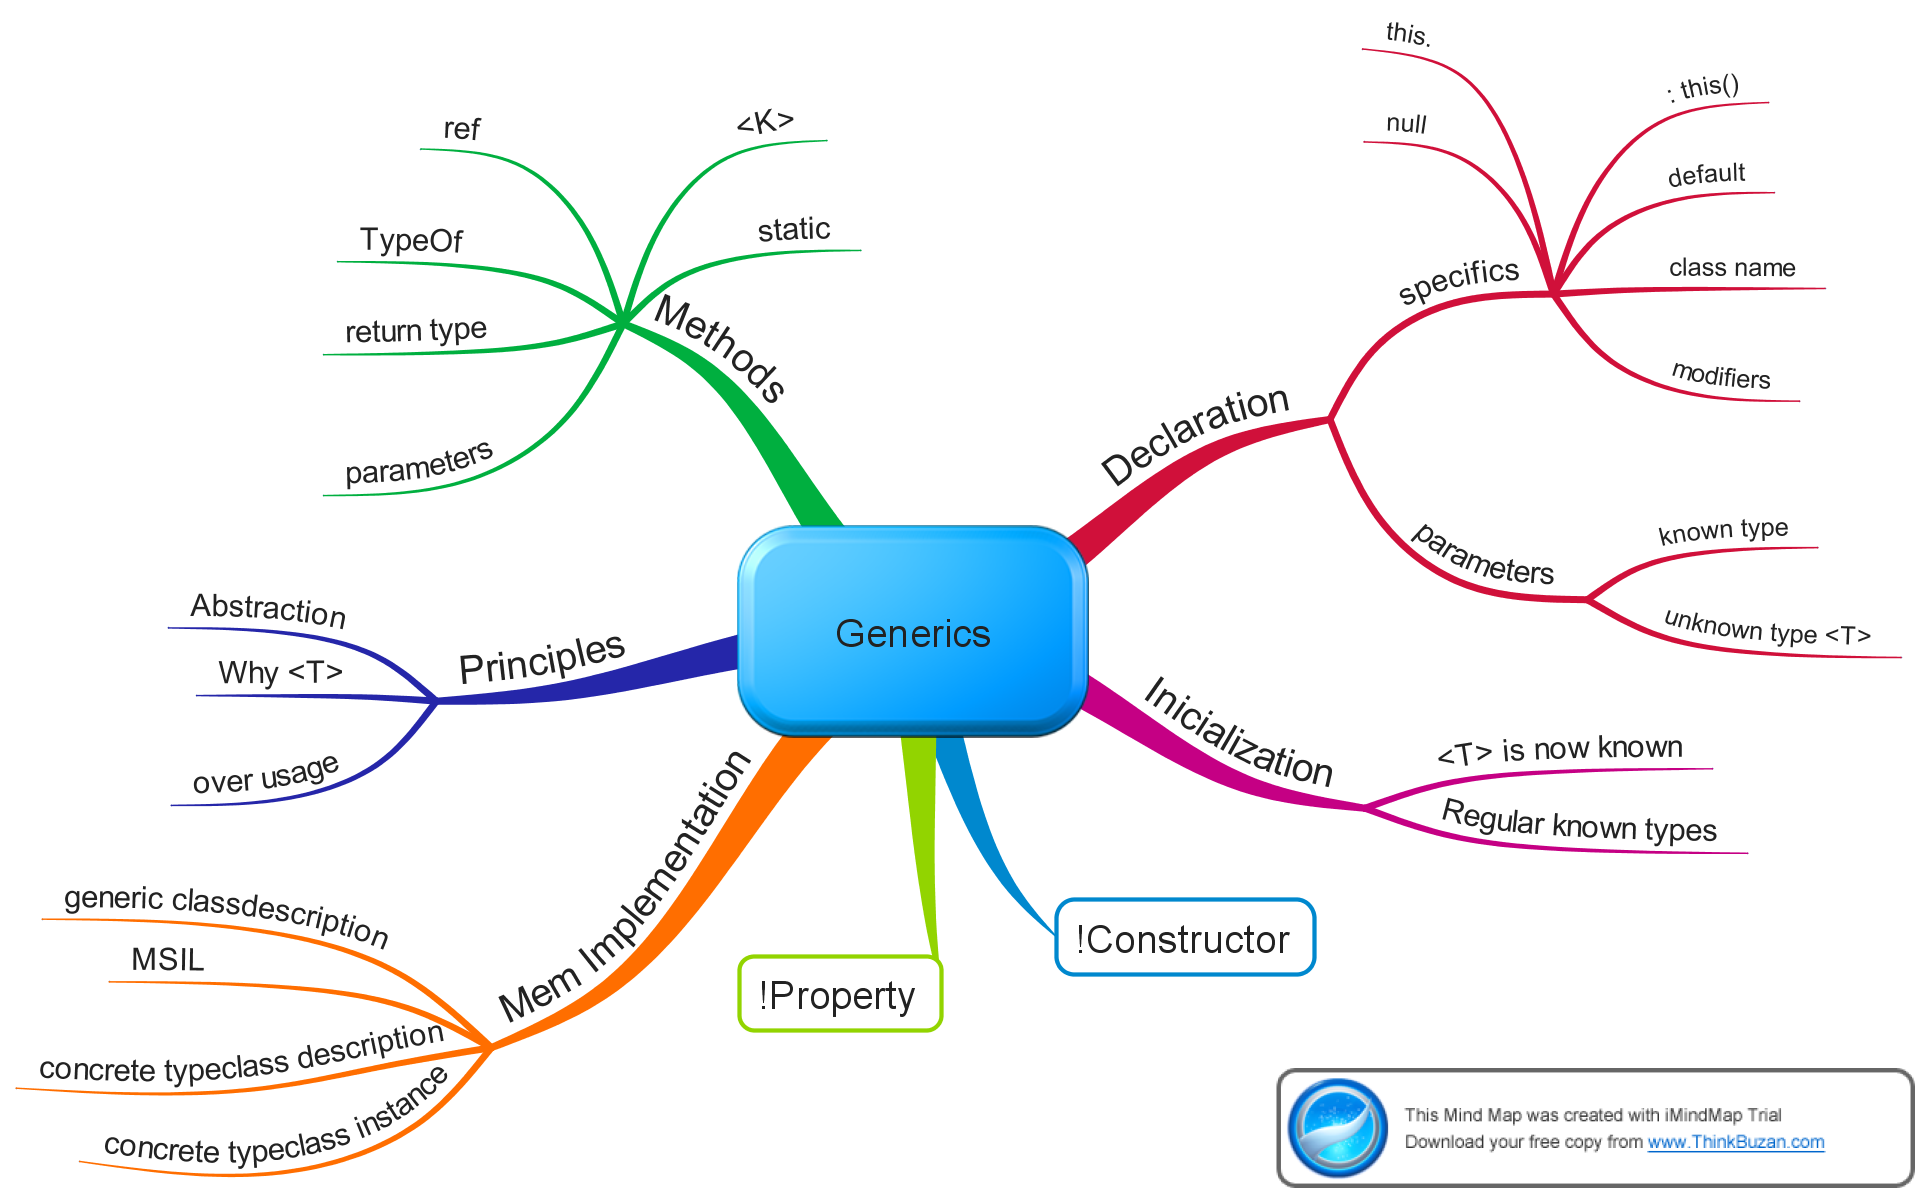 this.
: this()
null
default
specifics
class name
modifiers
Declaration
parameters
known type
unknown type <T>
ref
<K>
TypeOf
static
return type
Methods
parameters
Generics
Abstraction
Why <T>
over usage
Principles
Inicialization
<T> is now known
Regular known types
Mem Implementation
generic classdescription
MSIL
concrete typeclass description
concrete typeclass instance
!Property
!Constructor
This Mind Map was created with iMindMap Trial
Download your free copy from www.ThinkBuzan.com